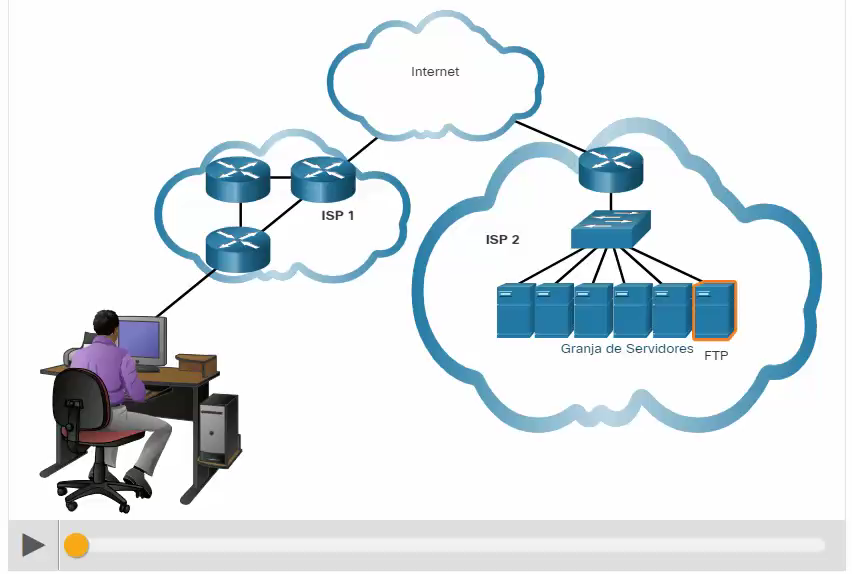 Internet
ISP 1
ISP 2
Granja de Servidores
FTP